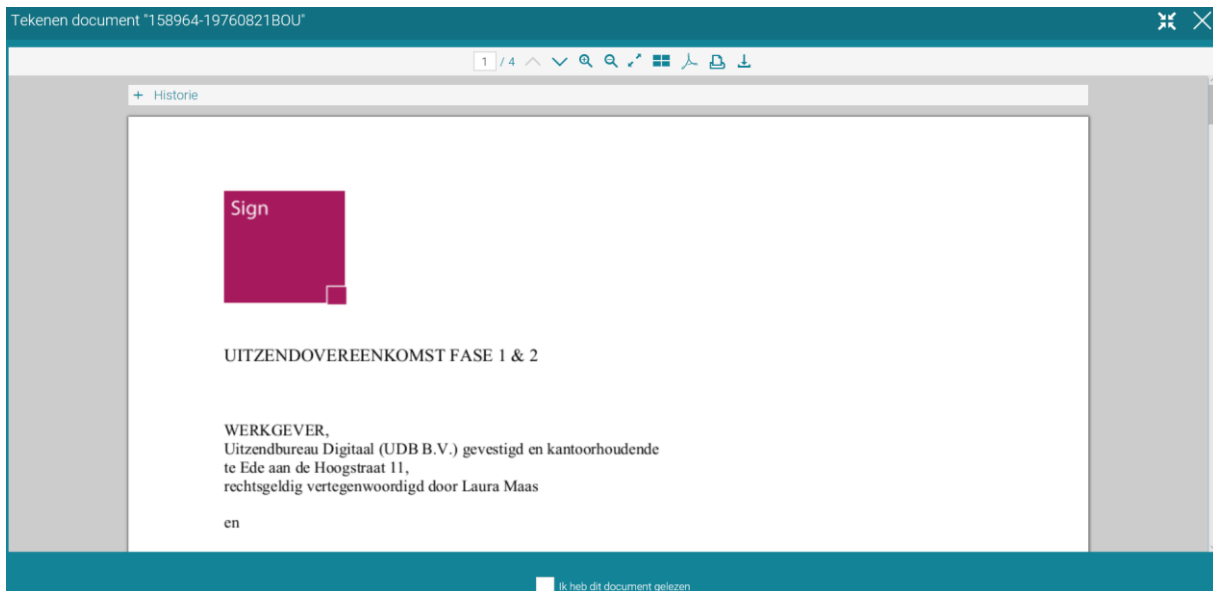 Tekenen document "158964-19760821BOU"
1 / 4
+ Historie
Sign
UITZENDOVEREENKOMST FASE 1 & 2
WERKGEVER,
Uitzendbureau Digitaal (UDB B.V.) gevestigd en kantoorhoudende
te Ede aan de Hoogstraat 11,
rechtsgeldig vertegenwoordigd door Laura Maas
en
Ik heb dit document gelezen